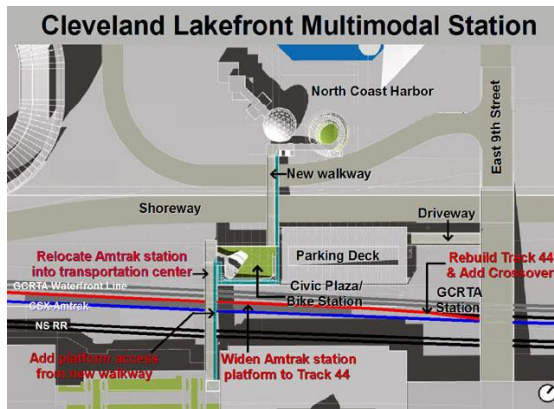 Cleveland Lakefront Multimodal Station
North Coast Harbor
East 9th Street
New walkway
Shoreway
Driveway
Relocate Amtrak station
into transportation center
Parking Deck
Rebuild Track 44
& Add Crossover
GCRTA Waterfront Line
Civic Plaza/
Bike Station
GCRTA
Station
CSX-Amtrak
NS RR
Add platform access
from new walkway
Widen Amtrak station
platform to Track 44